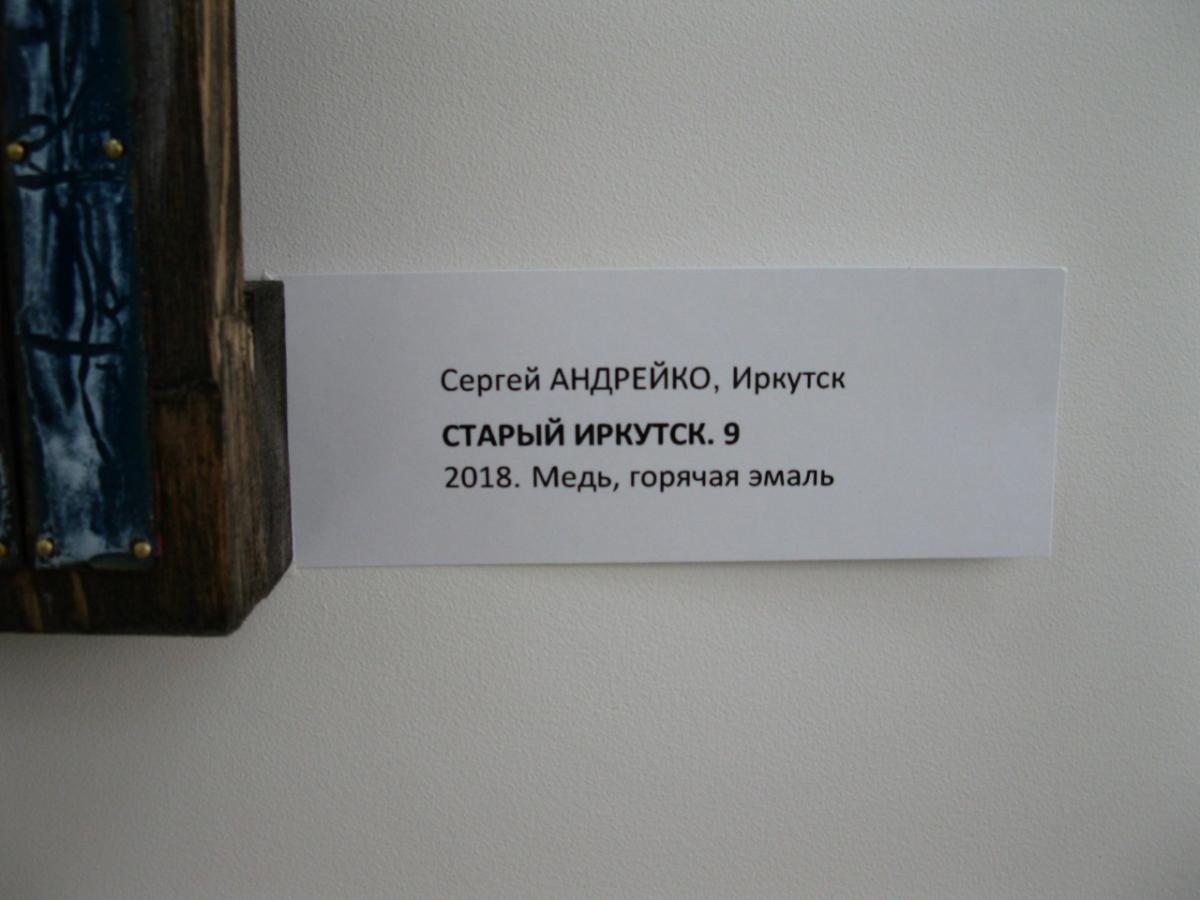 Сергей АНДРЕЙКО, Иркутск
СТАРЫЙ ИРКУТСК. 9
2018. Медь, горячая эмаль